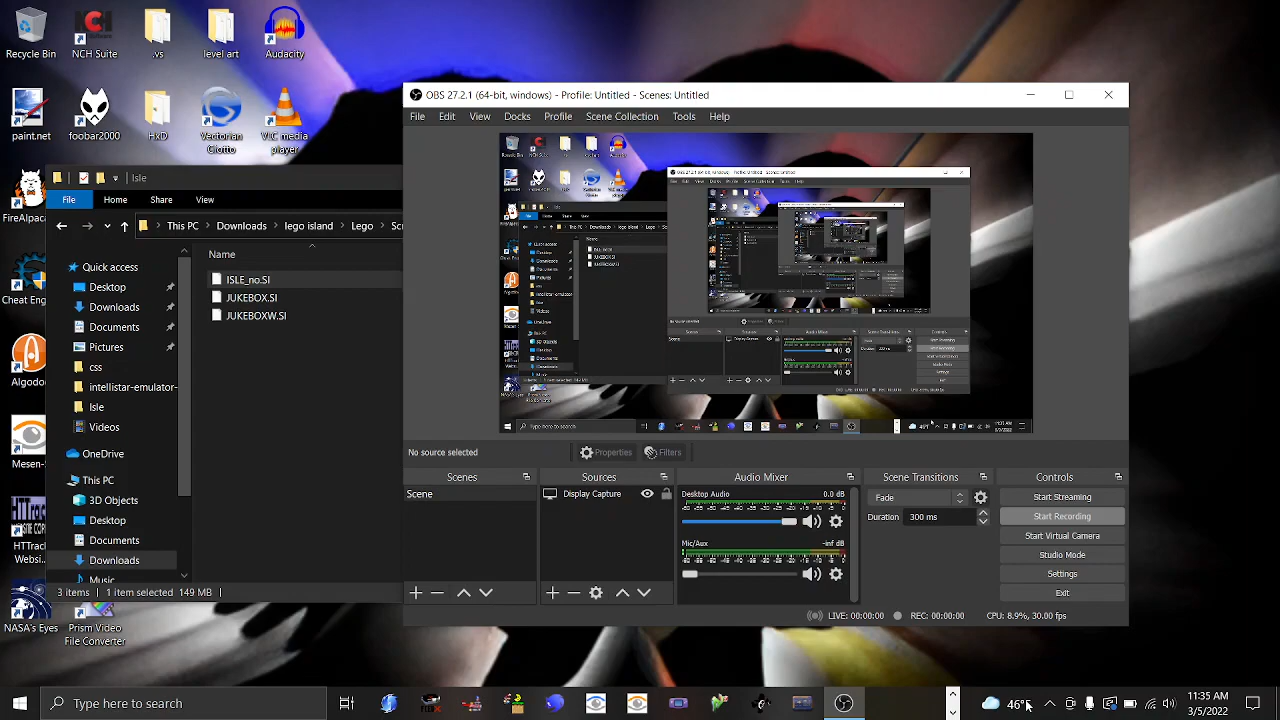 Recycle Bin
NCH Suite
.vs
level art
Audacity
paint.net
foobar2000
HxD
Vectorian
Giotto
VLC media
player
FireAlpaca
Cheat Eng
Algodoo
Mesen-
HTTrack
Websi..
NASA's Eyes
Prism Video
File Conver..
Isle
File
Home
Share
View
This PC
Downloads
lego island
Lego
Scr
Name
Quick access
Desktop
Downloads
Documents
Pictures
intellistar-emulator-
Isle
Videos
OneDrive
This PC
3D Objects
Desktop
Documents
Downloads
Music
ISLE_no.SI
JUKEBOX.SI
JUKEBOXW.SI
3 items
1 item selected 149 MB
OBS 27.2.1 (64-bit, windows) - Profile: Untitled - Scenes: Untitled
File Edit View Docks Profile Scene Collection Tools Help
No source selected
Properties
Filters
Scenes
Scene
Sources
Display Capture
Audio Mixer
Desktop Audio
0.0 dB
Mic/Aux
-inf dB
Scene Transitions
Fade
Duration
300 ms
Controls
Start Streaming
Start Recording
Start Virtual Camera
Studio Mode
Settings
Exit
LIVE: 00:00:00
REC: 00:00:00
CPU: 8.9%, 30.00 fps
Type here to search
46°F
11:35 AM
3/5/2022